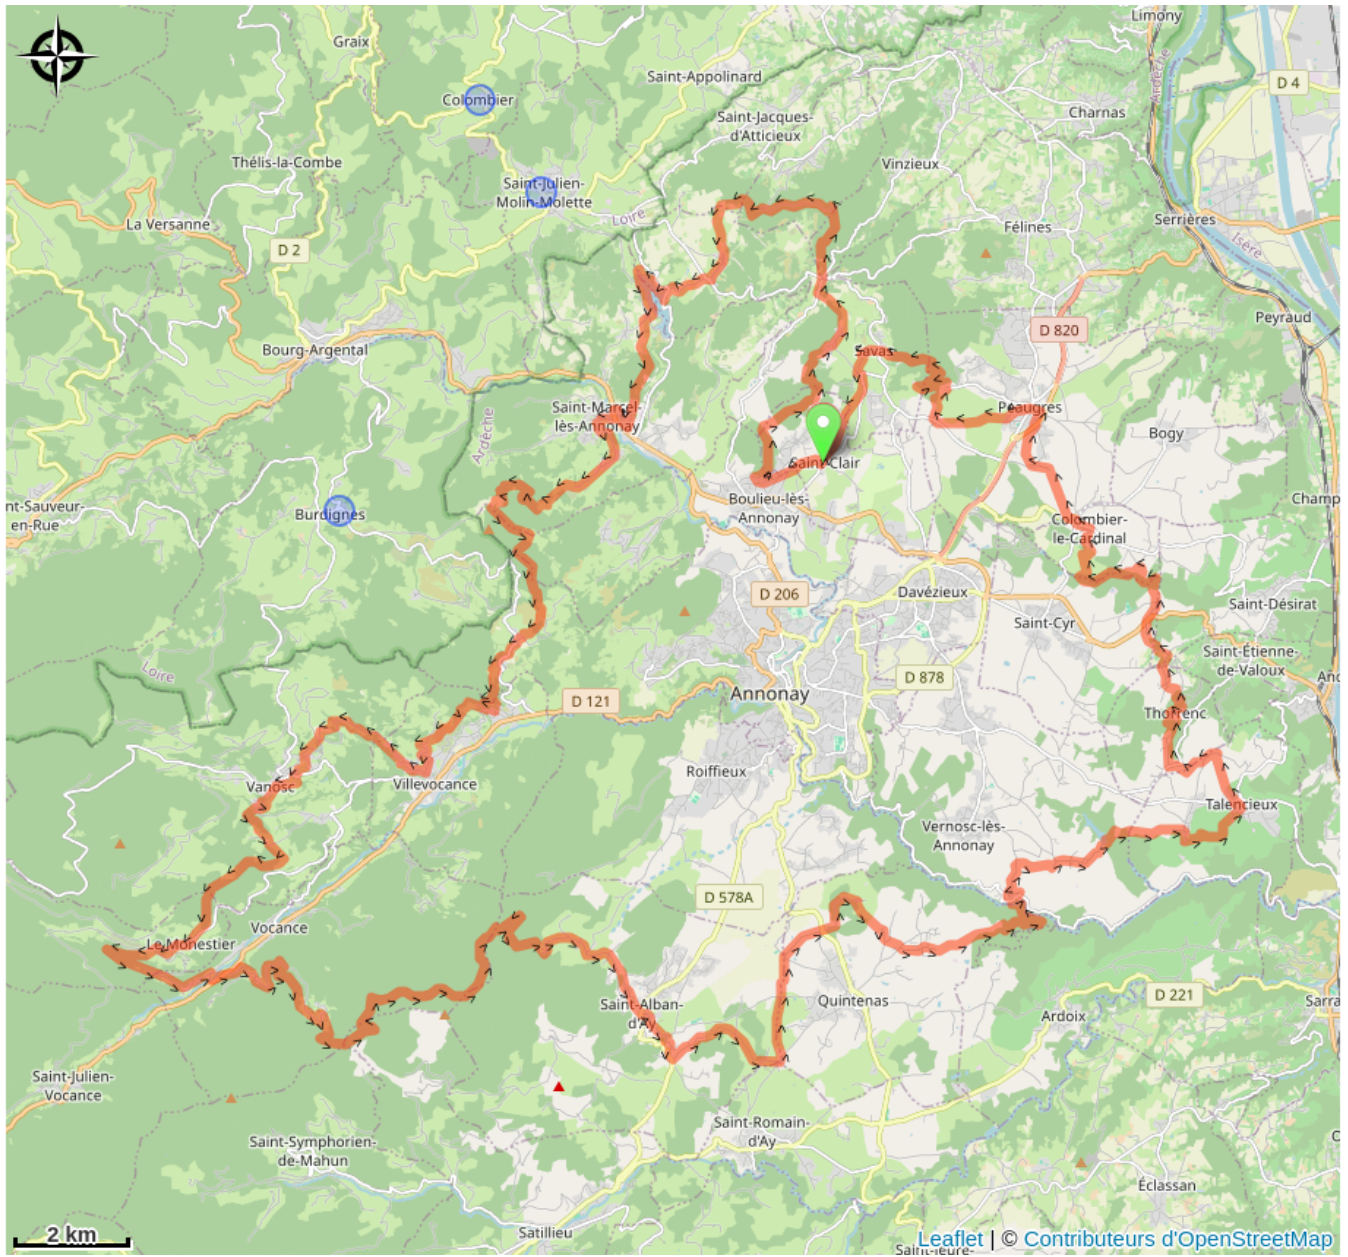 Limony
Graix
Saint-Appolinard
D 4
Colombier
Charnas
Saint-Jacques-
d'Atticieux
Ardèche
Thélis-la-Combe
Vinzieux
Saint-Julien-
Molin-Molette
Loire
La Versanne
Serrières
Félines
D 2
Isère
Peyraud
D 820
Bourg-Argental
Savas
Saint-Marcel-
lès-Annonay
Peaugres
Ardèche
Bogy
Saint-Clair
nt-Sauveur-
en-Rue
Boulieu-lès-
Annonay
Champ
Burdignes
Colombier-
le-Cardinal
D 206
Davézieux
Saint-Désirat
Saint-Cyr
Saint-Étienne-
de-Valoux
Loire
D 878
Anc
D 121
Annonay
Thorrenc
Roiffieux
Vanosc
Villevocance
Talencieux
Vernosc-lès-
Annonay
D 578A
Vocance
Le Monestier
Saint-Alban-
d'Ay
Quintenas
D 221
Sarra
Ardoix
Saint-Julien-
Vocance
Saint-Romain-
d'Ay
Saint-Symphorien-
de-Mahun
C
Éclassan
Satillieu
2 km
Leaflet | © Contributeurs d'OpenStreetMap